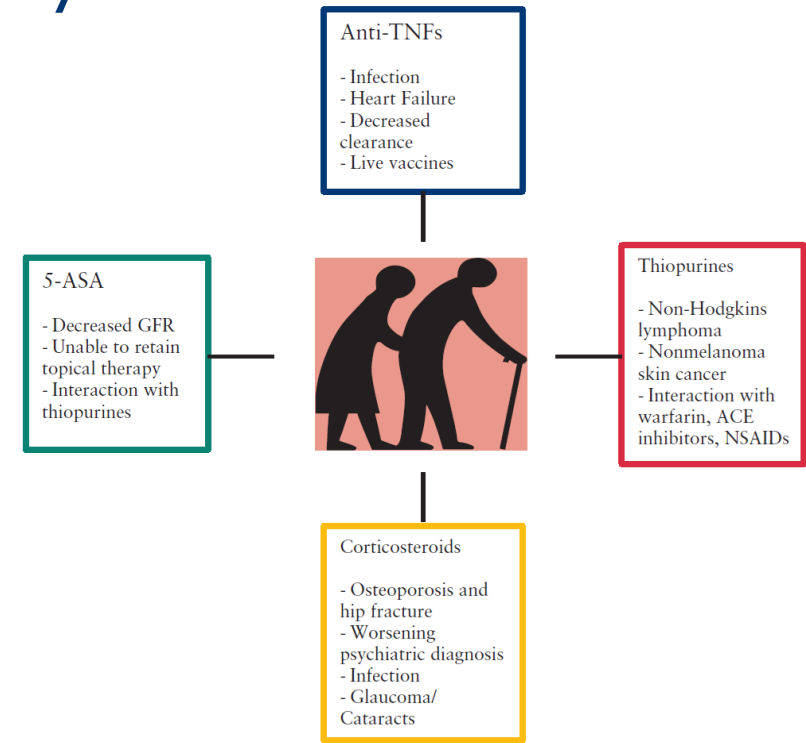 Anti-TNFs
- Infection
- Heart Failure
- Decreased
clearance
- Live vaccines
5-ASA
- Decreased GFR
- Unable to retain
topical therapy
- Interaction with
thiopurines
Thiopurines
- Non-Hodgkins
lymphoma
- Nonmelanoma
skin cancer
- Interaction with
warfarin, ACE
inhibitors, NSAIDs
Corticosteroids
- Osteoporosis and
hip fracture
- Worsening
psychiatric diagnosis
- Infection
- Glaucoma/
Cataracts